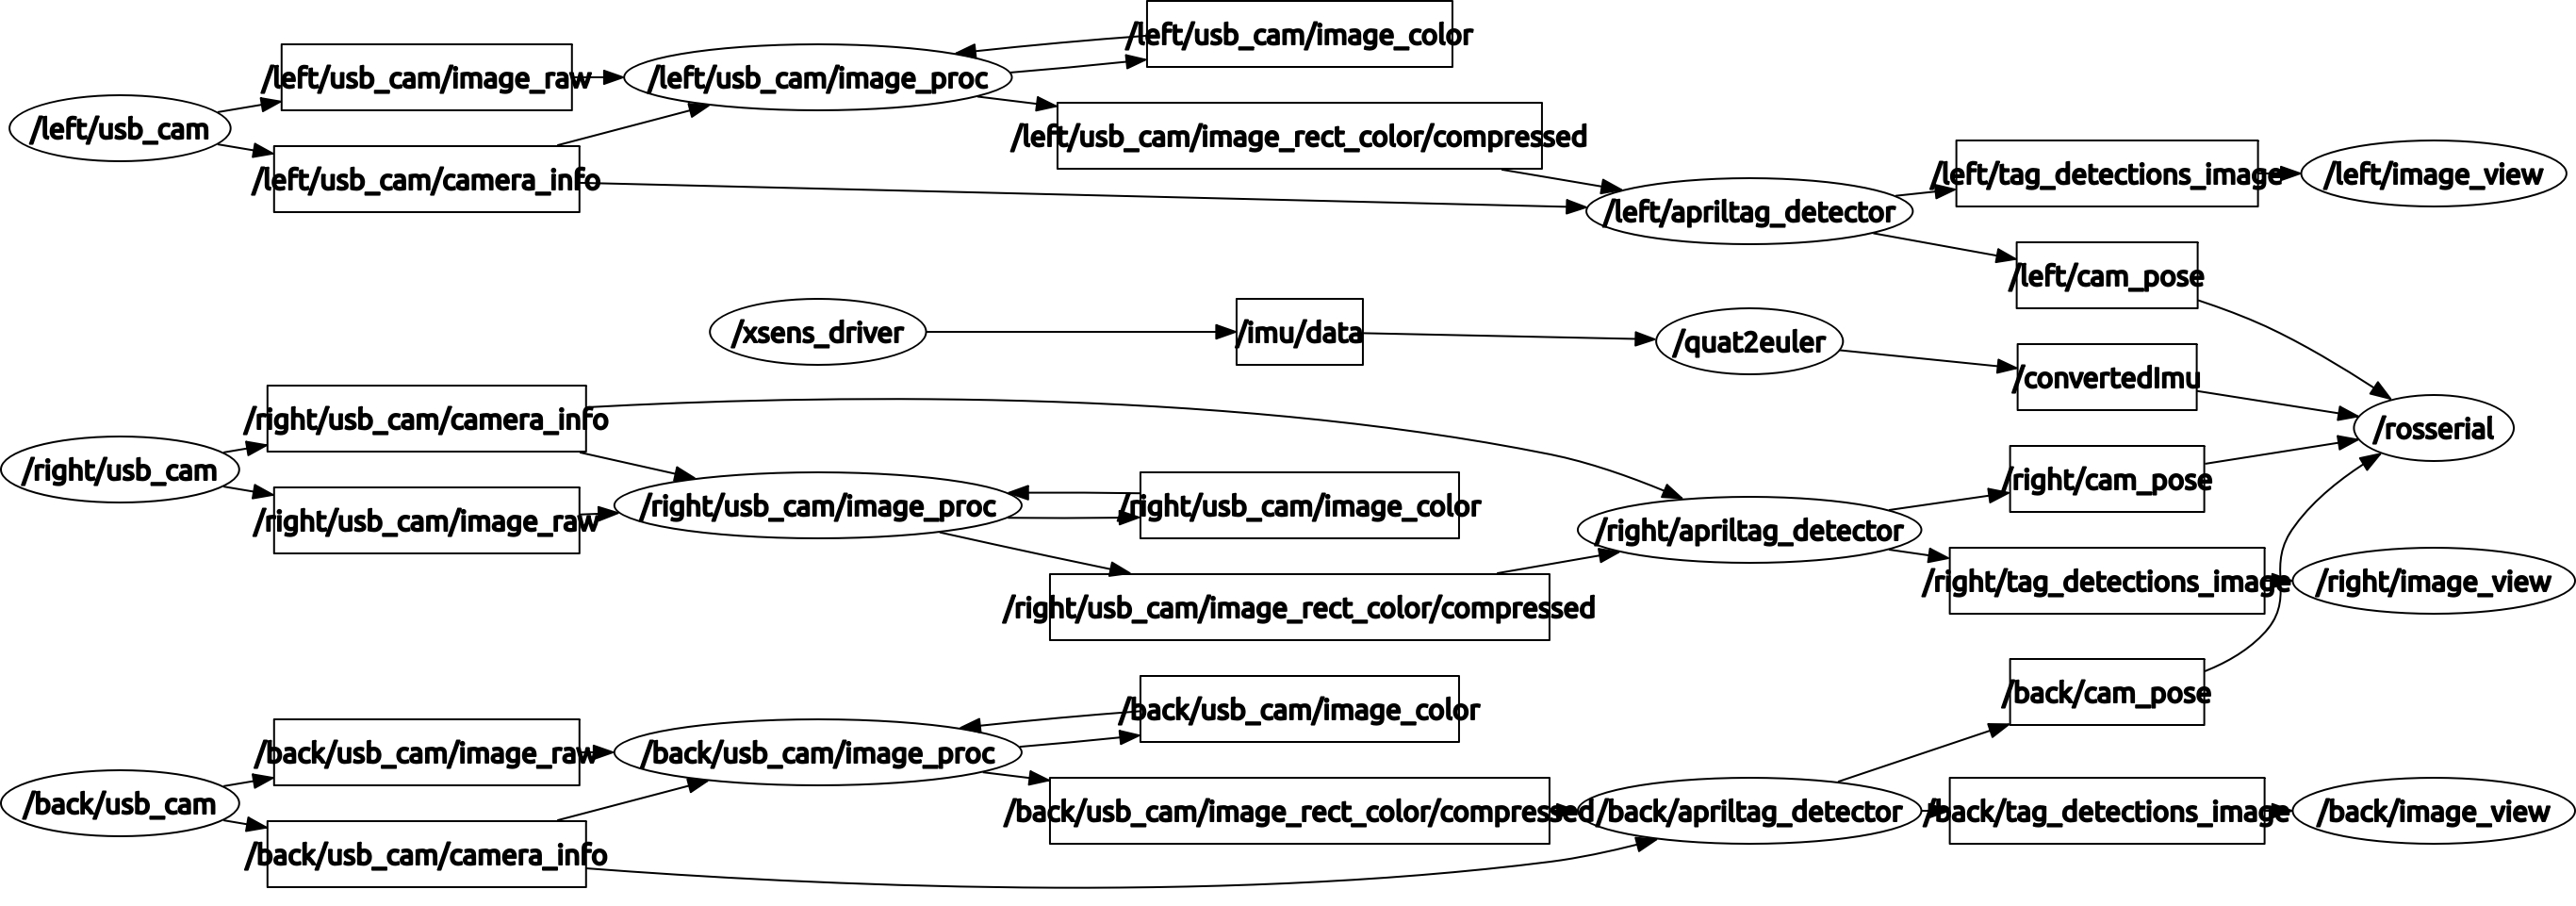 /left/usb_cam/image_color
/left/usb_cam/image_raw
/left/usb_cam/image_proc
/left/usb_cam
/left/usb_cam/image_rect_color/compressed
/left/usb_cam/camera_info
/left/tag_detections_image
/left/image_view
/left/apriltag_detector
/left/cam_pose
/xsens_driver
/imu/data
/quat2euler
/convertedImu
/right/usb_cam/camera_info
/rosserial
/right/usb_cam
/right/cam_pose
/right/usb_cam/image_raw
/right/usb_cam/image_proc
/right/usb_cam/image_color
/right/apriltag_detector
/right/tag_detections_image
/right/image_view
/right/usb_cam/image_rect_color/compressed
/back/cam_pose
/back/usb_cam/image_color
/back/usb_cam/image_raw
/back/usb_cam/image_proc
/back/usb_cam
/back/usb_cam/image_rect_color/compressed
/back/apriltag_detector
/back/tag_detections_image
/back/image_view
/back/usb_cam/camera_info